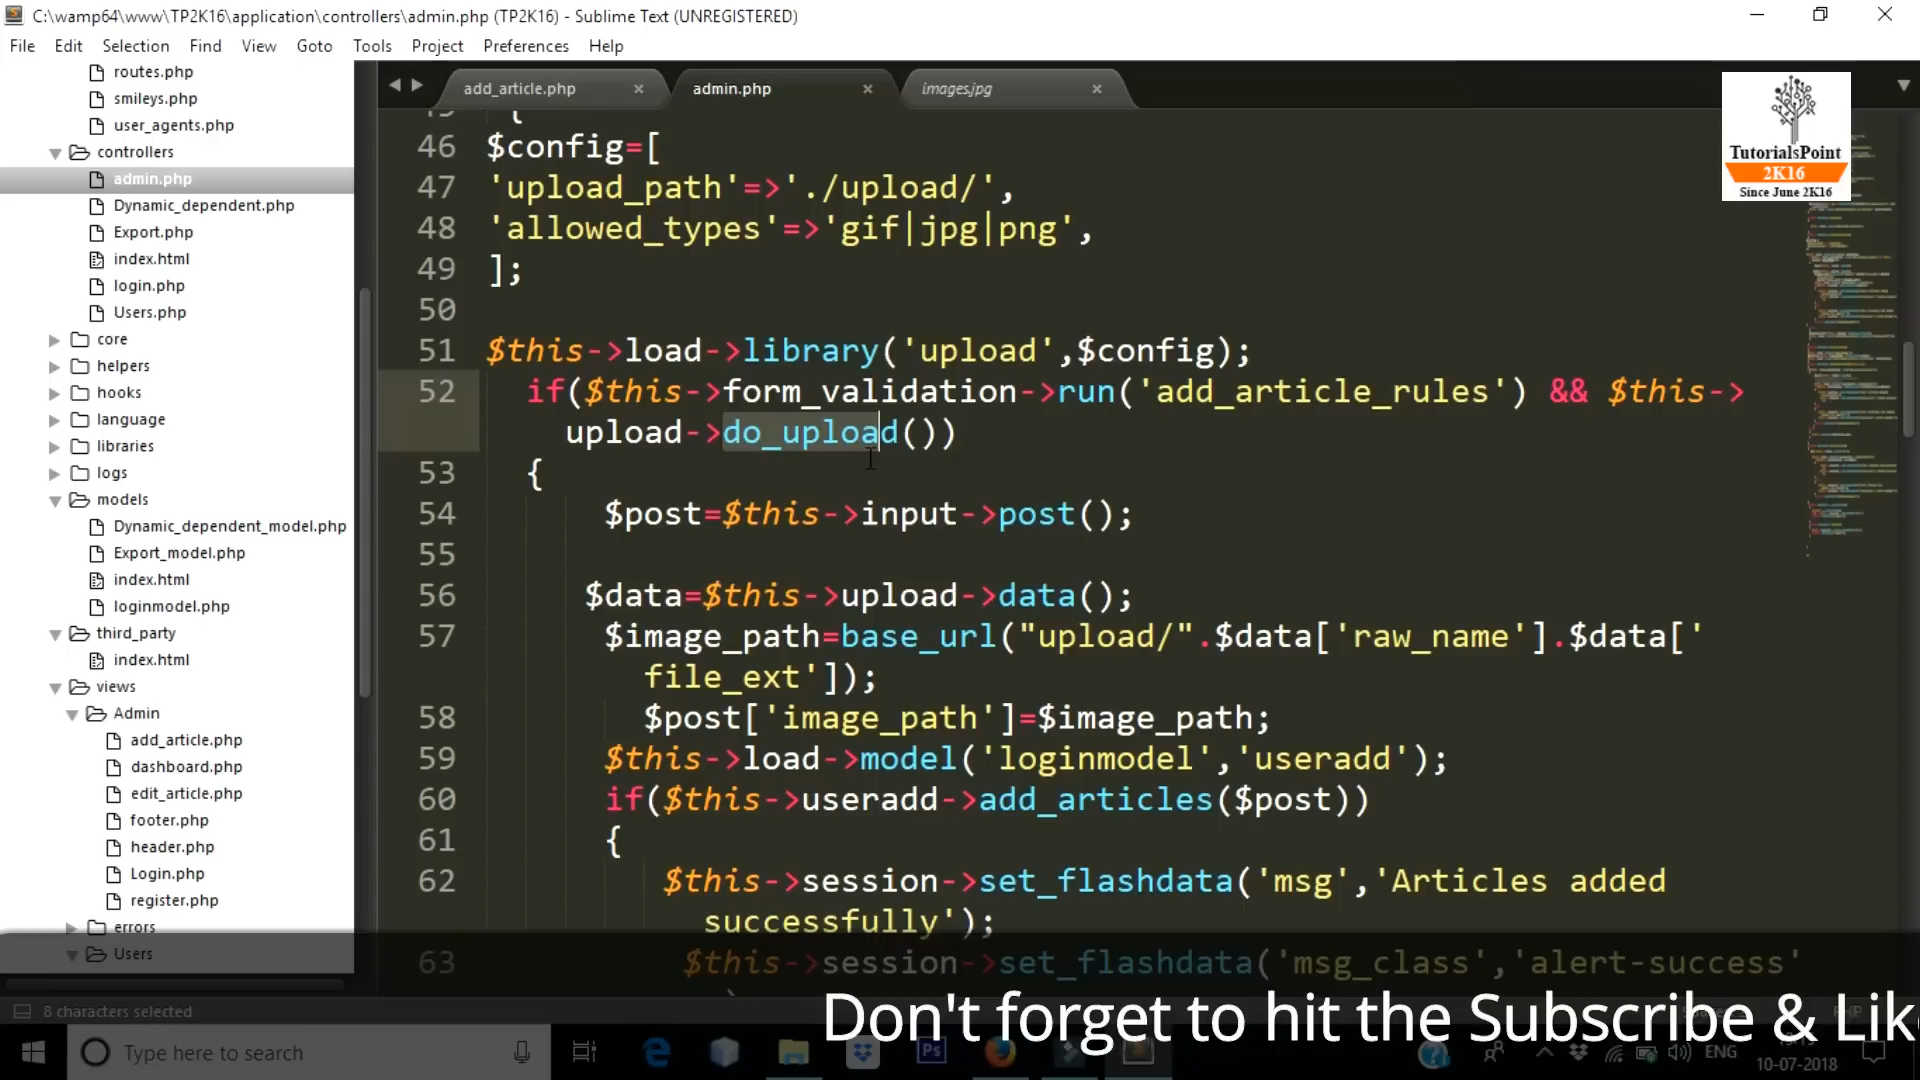 C:\wamp64\www\TP2K16\application\controllers\admin.php (TP2K16) - Sublime Text (UNREGISTERED)
File Edit Selection Find View Goto Tools Project Preferences Help
routes.php
smileys.php
user_agents.php
controllers
admin.php
Dynamic_dependent.php
Export.php
index.html
login.php
Users.php
core
helpers
hooks
language
libraries
logs
models
Dynamic_dependent_model.php
Export_model.php
index.html
loginmodel.php
third_party
index.html
views
Admin
add_article.php
dashboard.php
edit_article.php
footer.php
header.php
Login.php
register.php
errors
Users
add_article.php admin.php images.jpg
TutorialsPoint
2K16
Since June 2K16
{
46 $config=[
47 'upload_path'=>'./upload/',
48 'allowed_types'=>'gif|jpg|png',
49 ];
50
51 $this->load->library('upload',$config);
52 if($this->form_validation->run('add_article_rules') && $this->
upload->do_upload())
53 {
54 $post=$this->input->post();
55
56 $data=$this->upload->data();
57 $image_path=base_url("upload/".$data['raw_name'].$data['
file_ext']);
58 $post['image_path']=$image_path;
59 $this->load->model('loginmodel','useradd');
60 if($this->useradd->add_articles($post))
61 {
62 $this->session->set_flashdata('msg','Articles added
successfully');
63 $this->session->set_flashdata('msg_class','alert-success'
8 characters selected
Don't forget to hit the Subscribe & Lik
Type here to search
Ps
ENG
10-07-2018